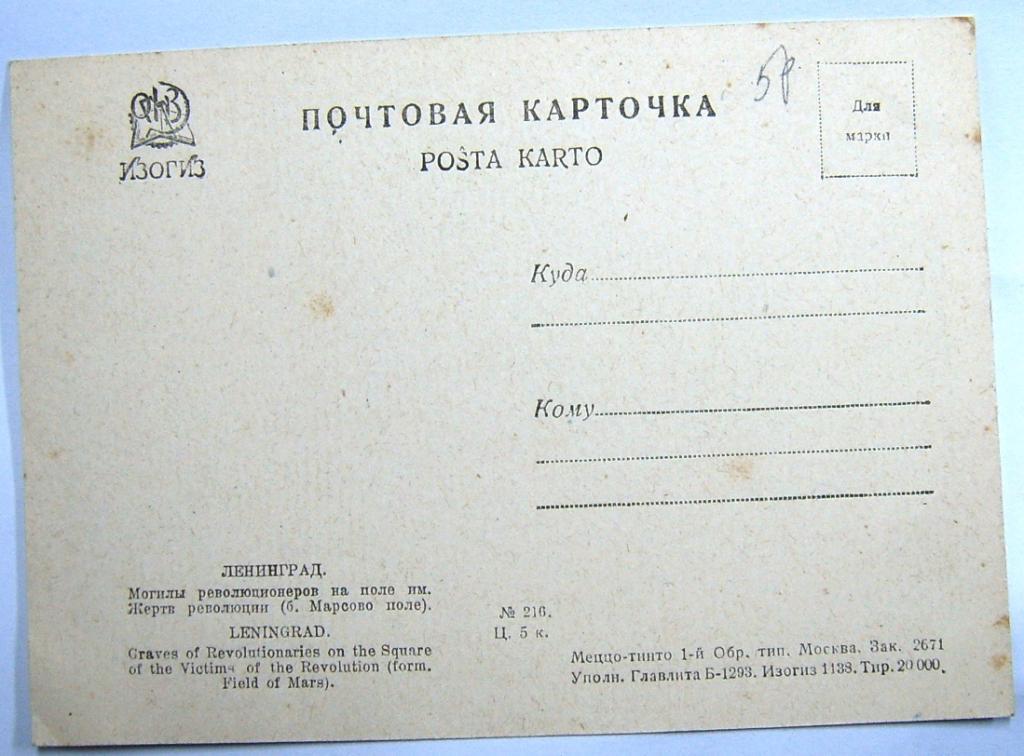 ИЗОГИЗ
ПОЧТОВАЯ КАРТОЧКА
POŜTA KARTO
5р
Для
марки
Куда
Кому
ЛЕНИНГРАД.
Могилы революционеров на поле им.
Жертв революции (б. Марсово поле).
LENINGRAD.
Graves of Revolutionaries on the Square
of the Victims of the Revolution (form.
Field of Mars).
№ 216.
Ц. 5 к.
Меццо-тинто 1-й Обр. тип. Москва. Зак. 2671
Уполн. Главлита Б-1293. Изогиз 1138. Тир. 20 000.